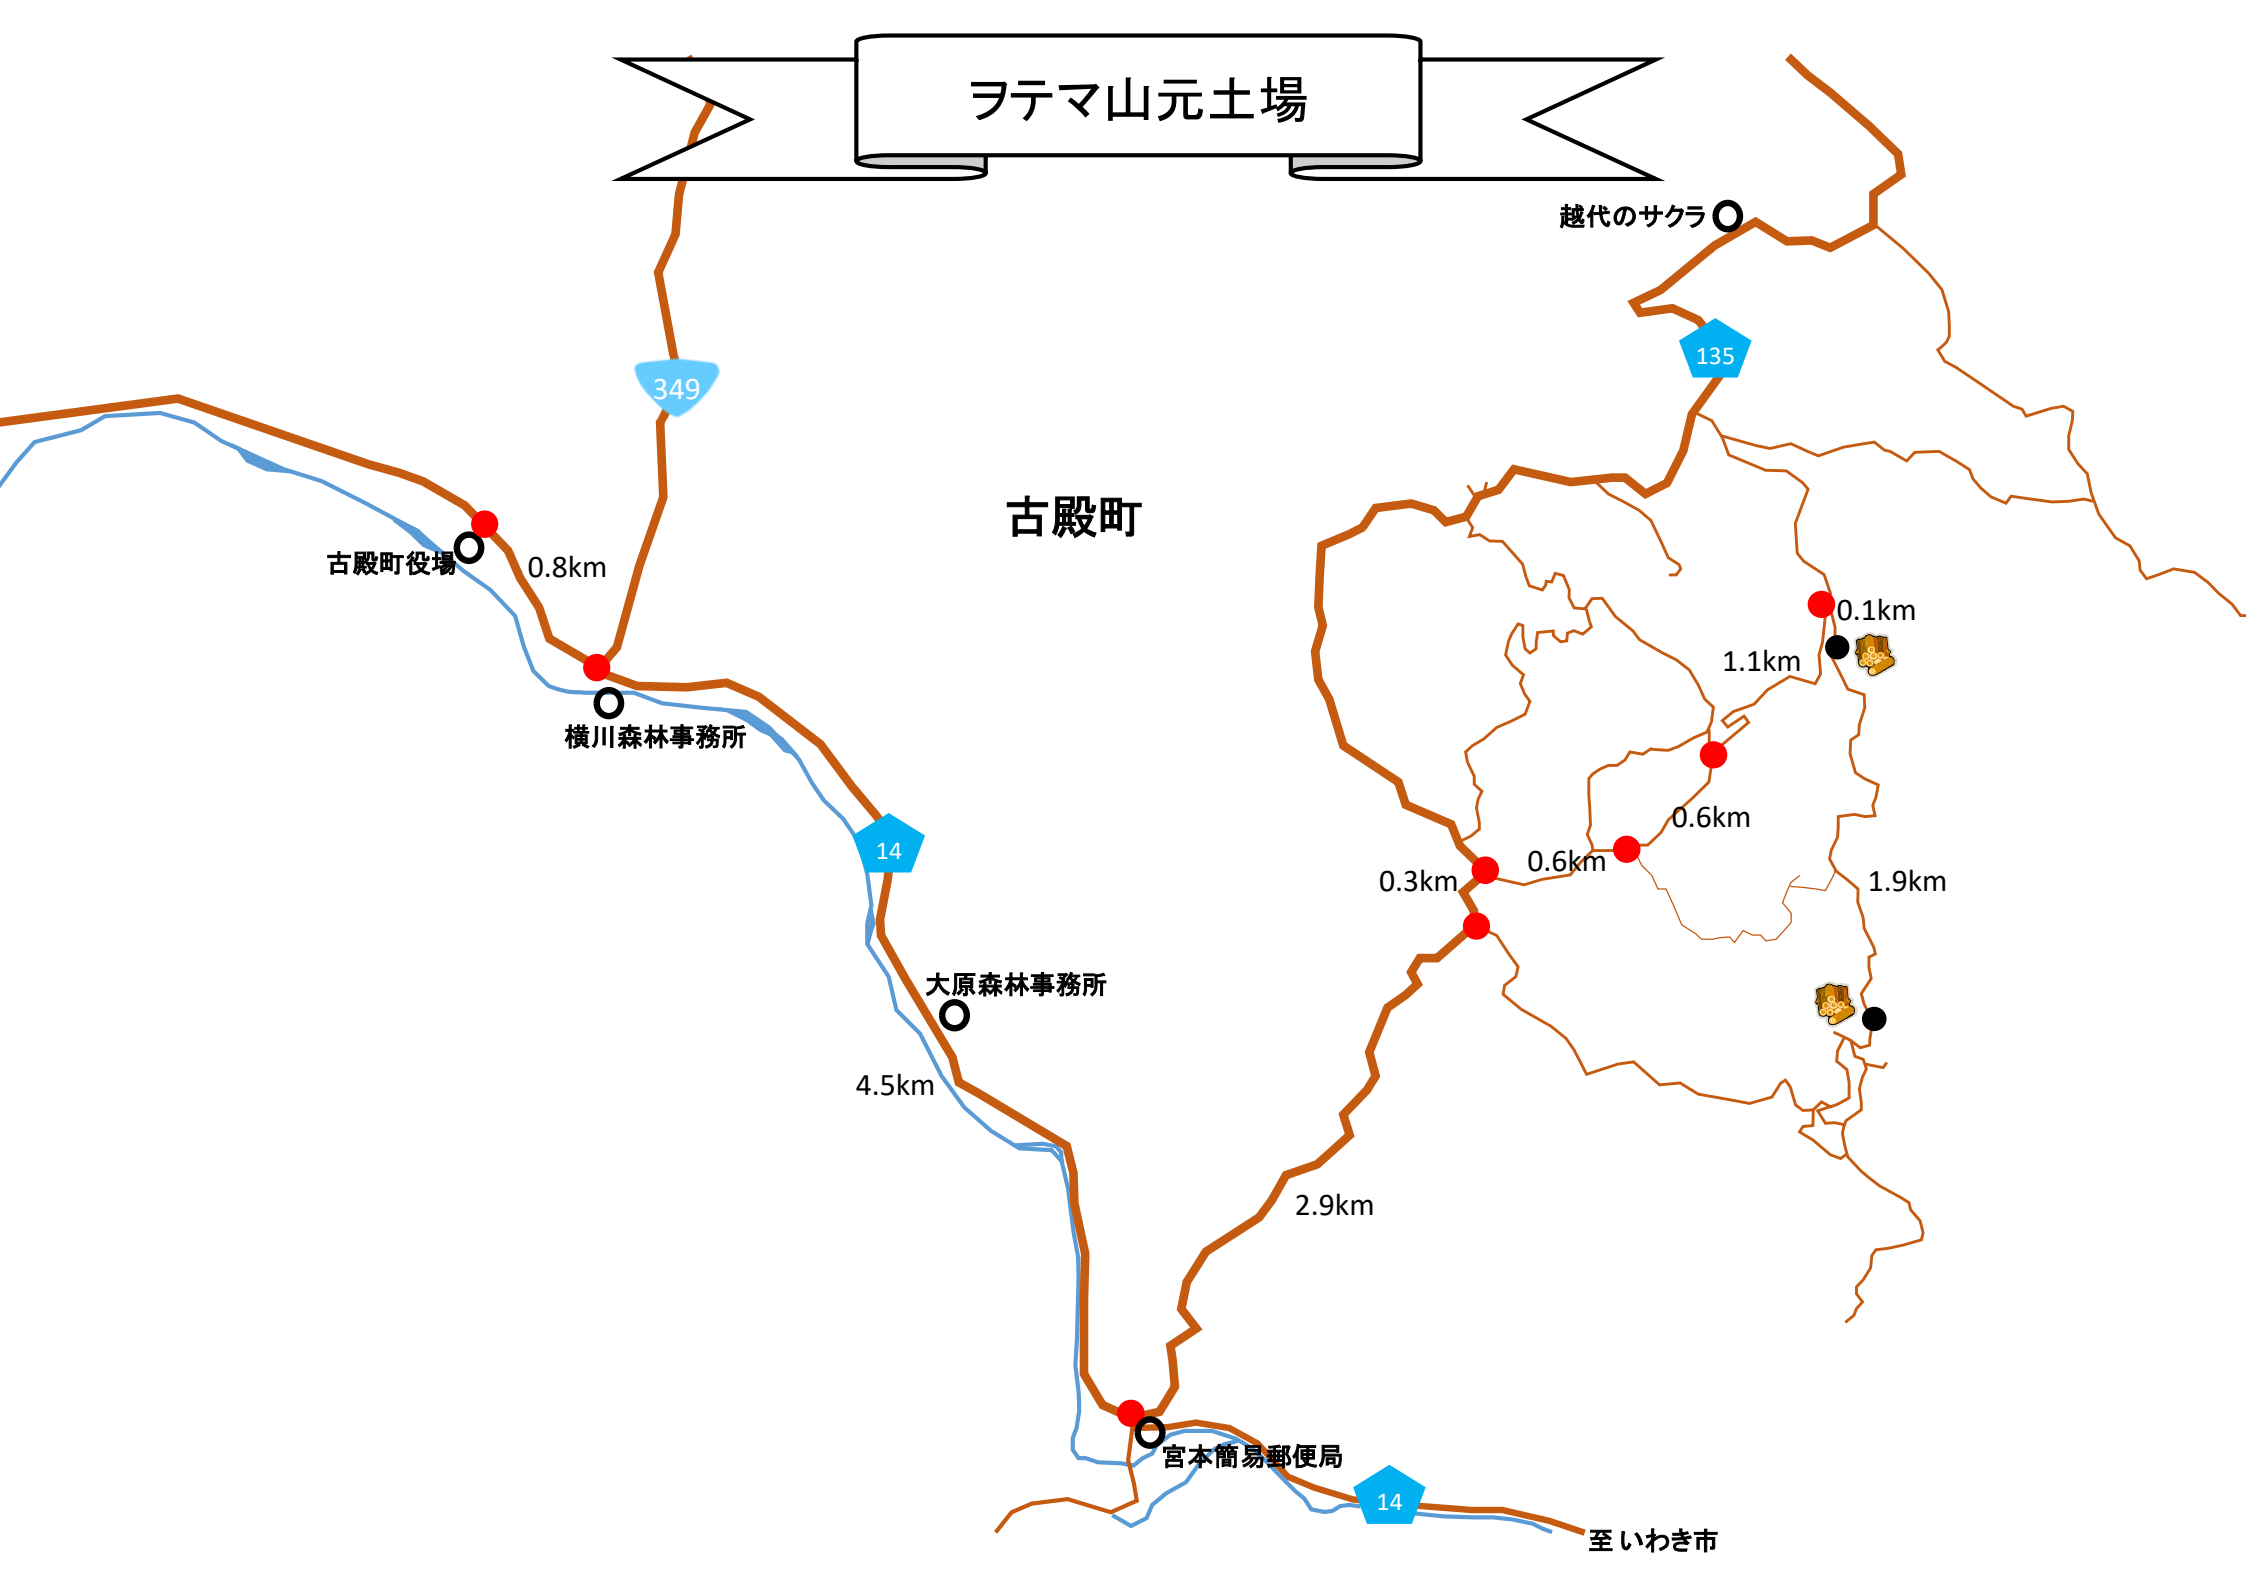 ヲテマ山元土場
越代のサクラ
135
349
古殿町
古殿町役場
0.8km
0.1km
1.1km
横川森林事務所
0.6km
14
0.6km
0.3km
1.9km
大原森林事務所
4.5km
2.9km
宮本簡易郵便局
14
至いわき市